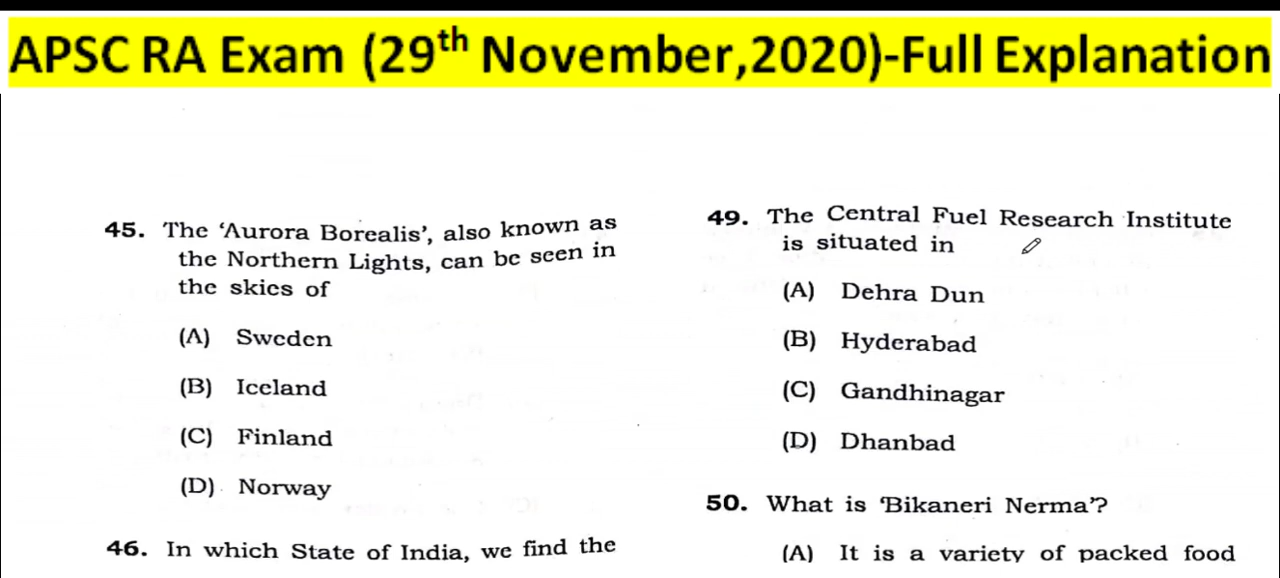 APSC RA Exam (29th November,2020)-Full Explanation
45. The ‘Aurora Borealis’, also known as
the Northern Lights, can be seen in
the skies of
(A) Sweden
(B) Iceland
(C) Finland
(D) Norway
46. In which State of India, we find the
49. The Central Fuel Research Institute
is situated in
(A) Dehra Dun
(B) Hyderabad
(C) Gandhinagar
(D) Dhanbad
50. What is ‘Bikaneri Nerma’?
(A) It is a variety of packed food